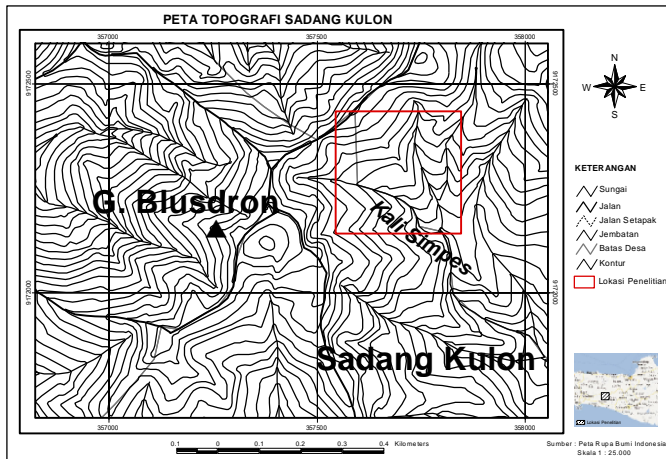 PETA TOPOGRAFI SADANG KULON
357000 357500 358000
9172500 9172500
N
W E
S
KETERANGAN
Sungai
Jalan
Jalan Setapak
Jembatan
Batas Desa
Kontur
Lokasi Penelitian
G. Blusdron
Kali Simpes
9172000 9172000
Sadang Kulon
357000 357500 358000
0.1 0 0.1 0.2 0.3 0.4 Kilometers
Lokasi Penelitian
Sumber : Peta Rupa Bumi Indonesia
Skala 1 : 25.000